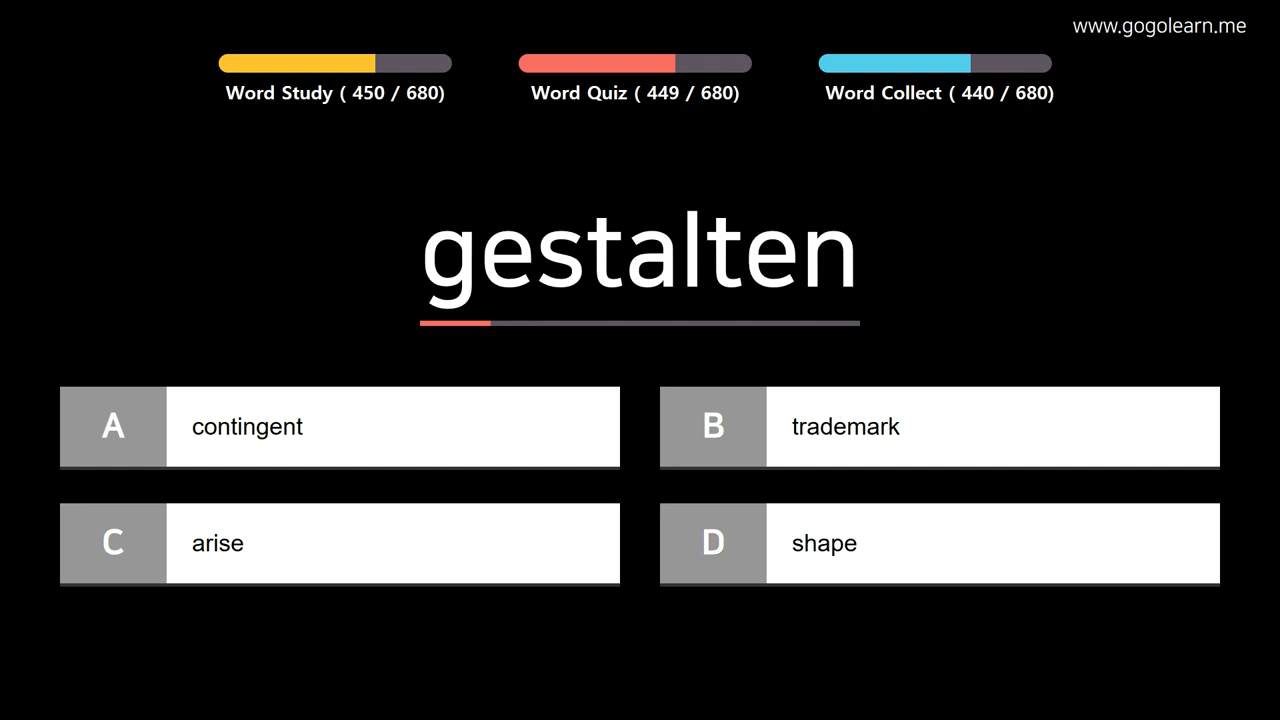 www.gogolearn.me
Word Study ( 450 / 680)
Word Quiz ( 449 / 680)
Word Collect ( 440 / 680)
gestalten
A contingent
B trademark
C arise
D shape